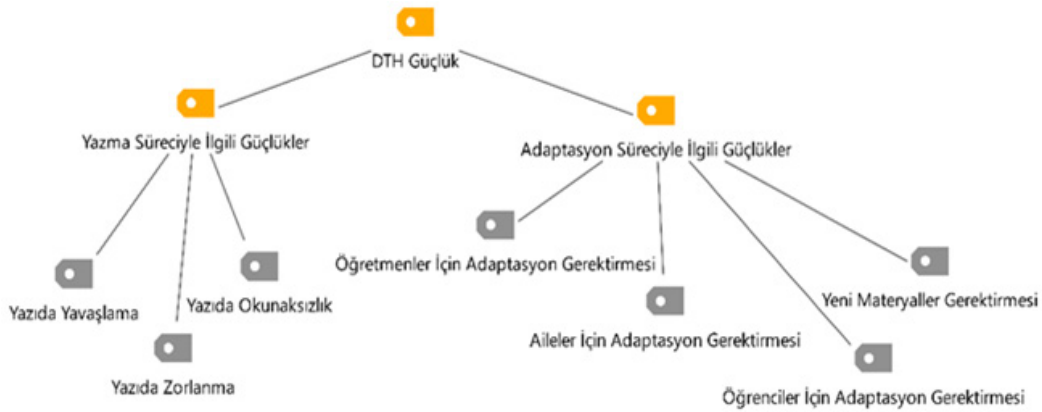 DTH Güçlük
Yazma Süreciyle İlgili Güçlükler
Adaptasyon Süreciyle İlgili Güçlükler
Öğretmenler İçin Adaptasyon Gerektirmesi
Yazıda Yavaşlama
Yazıda Okunaksızlık
Yeni Materyaller Gerektirmesi
Aileler İçin Adaptasyon Gerektirmesi
Yazıda Zorlanma
Öğrenciler İçin Adaptasyon Gerektirmesi